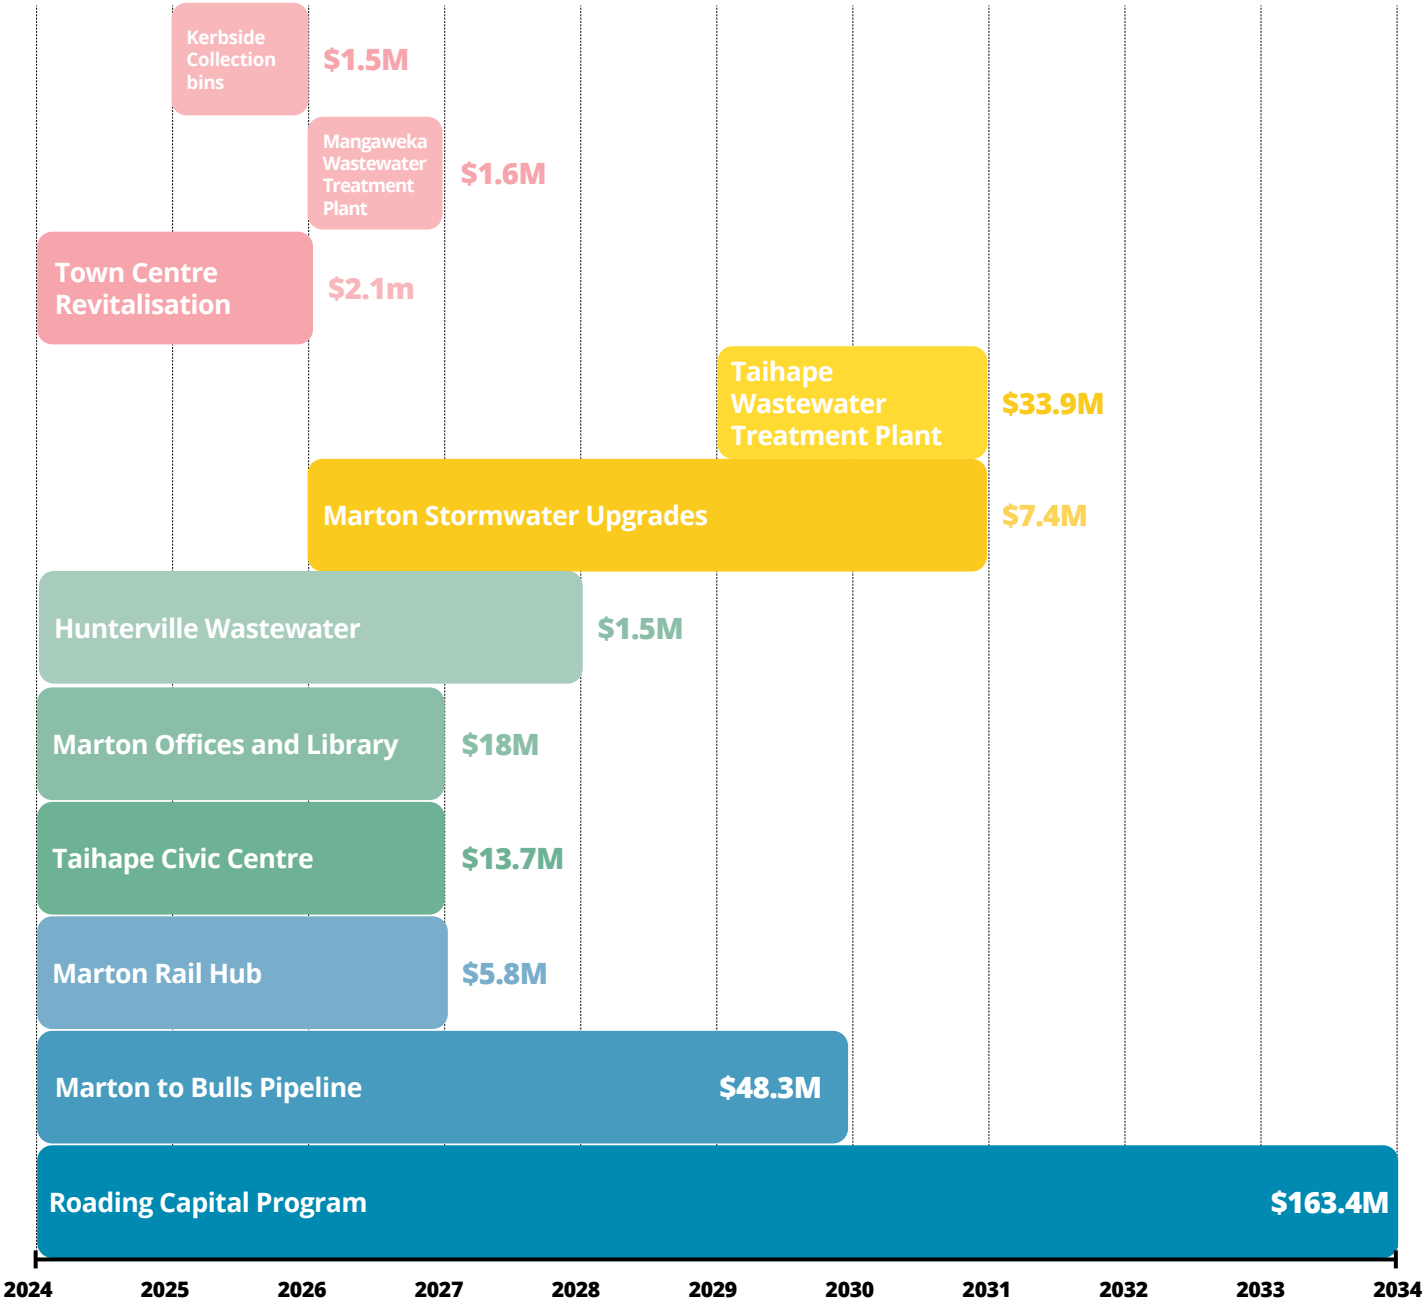 Kerbside
Collection
bins
$1.5M
Mangaweka
Wastewater
Treatment
Plant
$1.6M
Town Centre
Revitalisation
$2.1m
Taihape
Wastewater
Treatment Plant
$33.9M
Marton Stormwater Upgrades
$7.4M
Hunterville Wastewater
$1.5M
Marton Offices and Library
$18M
Taihape Civic Centre
$13.7M
Marton Rail Hub
$5.8M
Marton to Bulls Pipeline
$48.3M
Roading Capital Program
$163.4M
2024 2025 2026 2027 2028 2029 2030 2031 2032 2033 2034